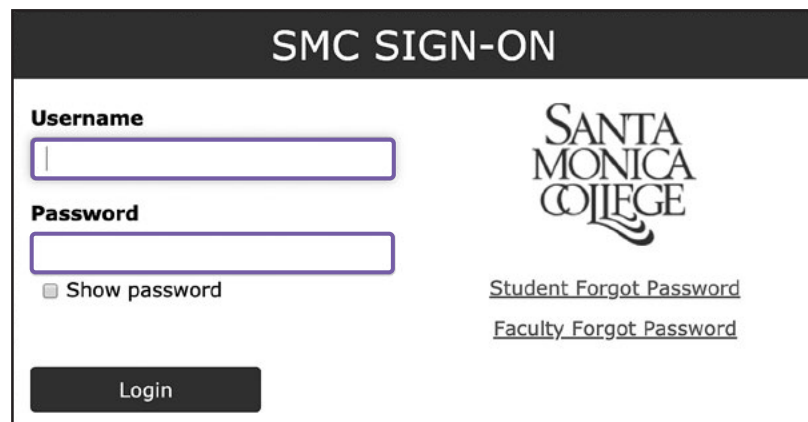 SMC SIGN-ON
Username
Password
Show password
Login
SANTA
MONICA
COLLEGE
Student Forgot Password
Faculty Forgot Password